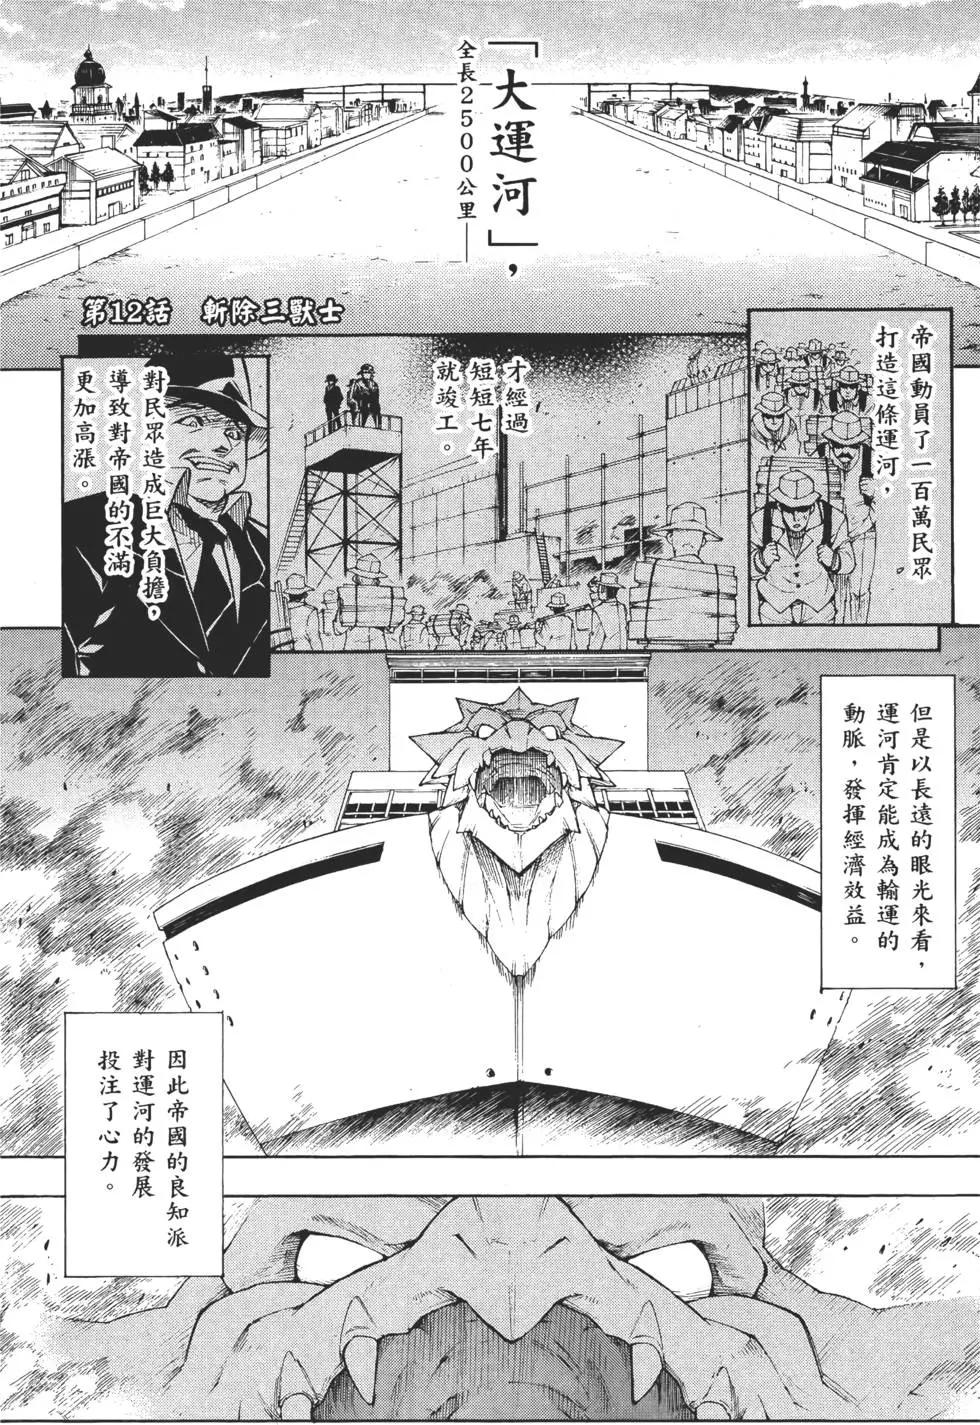 「大運河」，
全長2500公里——
第12話　斬除三獸士
帝國動員了一百萬民眾
打造這條運河，
才經過
短短七年
就竣工。
對民眾造成巨大負擔，
導致對帝國的不滿
更加高漲。
但是以長遠的眼光來看，
運河肯定能成為輸運的
動脈，發揮經濟效益。
因此帝國的良知派
對運河的發展
投注了心力。